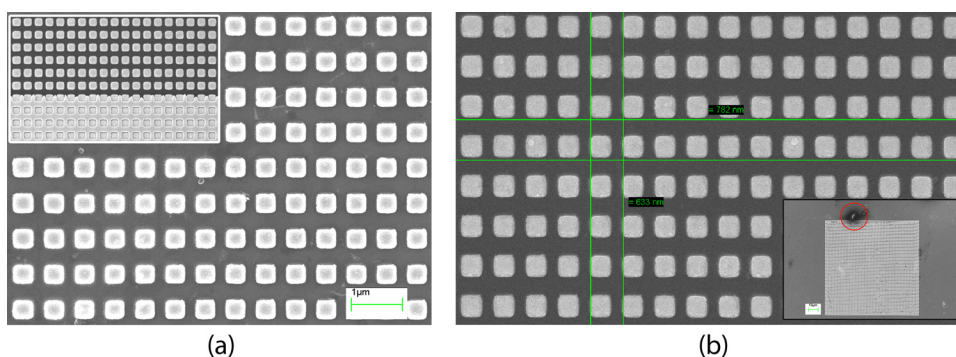 = 782 nm
= 633 nm
1μm
(a)
(b)